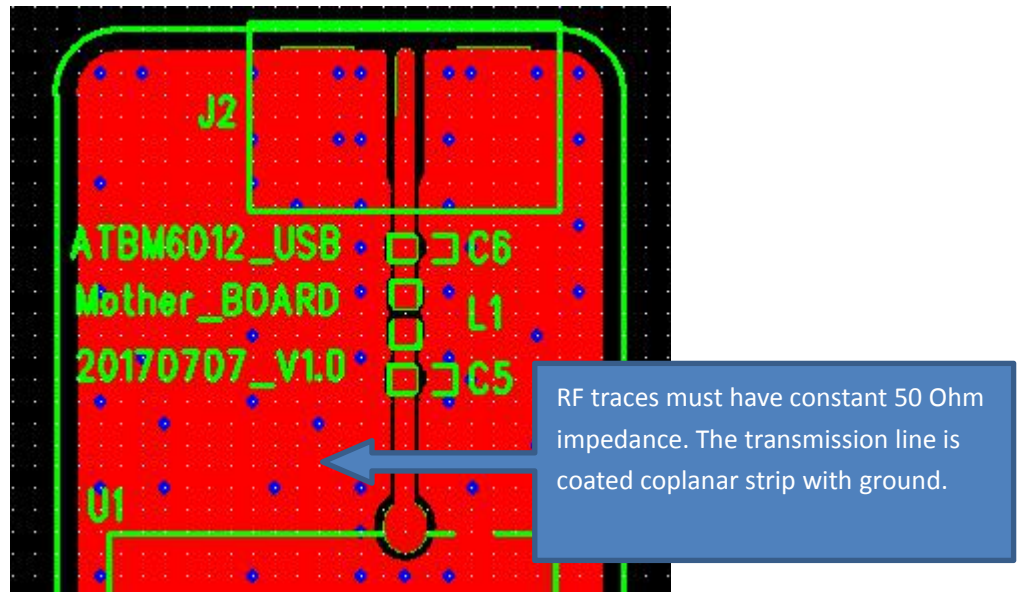 J2
ATBM6012_USB
C6
Mother_BOARD
L1
20170707_V1.0
C5
RF traces must have constant 50 Ohm
impedance. The transmission line is
coated coplanar strip with ground.
U1